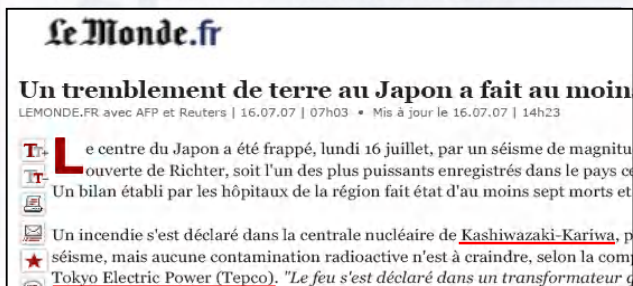 Le Monde.fr
Un tremblement de terre au Japon a fait au moin
LEMONDE.FR avec AFP et Reuters | 16.07.07 | 07h03 • Mis à jour le 16.07.07 | 14h23
Le centre du Japon a été frappé, lundi 16 juillet, par un séisme de magnitu
ouverte de Richter, soit l'un des plus puissants enregistrés dans le pays ce
Un bilan établi par les hôpitaux de la région fait état d'au moins sept morts et
Un incendie s'est déclaré dans la centrale nucléaire de Kashiwazaki-Kariwa, p
séisme, mais aucune contamination radioactive n'est à craindre, selon la comp
Tokyo Electric Power (Tepco). "Le feu s'est déclaré dans un transformateur q